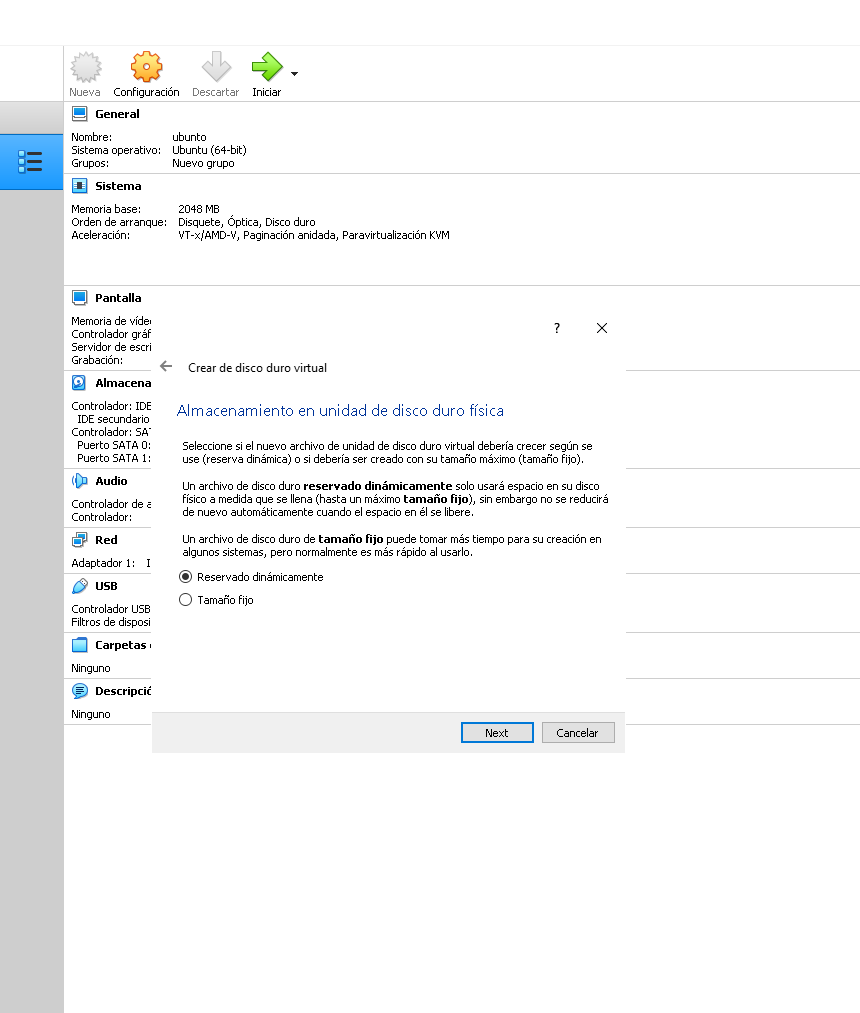 Nueva Configuración Descartar Iniciar
General
Nombre: ubunto
Sistema operativo: Ubuntu (64-bit)
Grupos: Nuevo grupo
Sistema
Memoria base: 2048 MB
Orden de arranque: Disquete, Óptica, Disco duro
Aceleración: VT-x/AMD-V, Paginación anidada, Paravirtualización KVM
Pantalla
Memoria de víde
Controlador gráf
Servidor de escri
Grabación:
Almacena
Controlador: IDE
IDE secundario
Controlador: SAT
Puerto SATA 0:
Puerto SATA 1:
Audio
Controlador de a
Controlador:
Red
Adaptador 1: I
USB
Controlador USB
Filtros de disposi
Carpetas
Ninguno
Descripció
Ninguno
?
Crear de disco duro virtual
Almacenamiento en unidad de disco duro física
Seleccione si el nuevo archivo de unidad de disco duro virtual debería crecer según se
use (reserva dinámica) o si debería ser creado con su tamaño máximo (tamaño fijo).
Un archivo de disco duro reservado dinámicamente solo usará espacio en su disco
físico a medida que se llena (hasta un máximo tamaño fijo), sin embargo no se reducirá
de nuevo automáticamente cuando el espacio en él se libere.
Un archivo de disco duro de tamaño fijo puede tomar más tiempo para su creación en
algunos sistemas, pero normalmente es más rápido al usarlo.
Reservado dinámicamente
Tamaño fijo
Next Cancelar